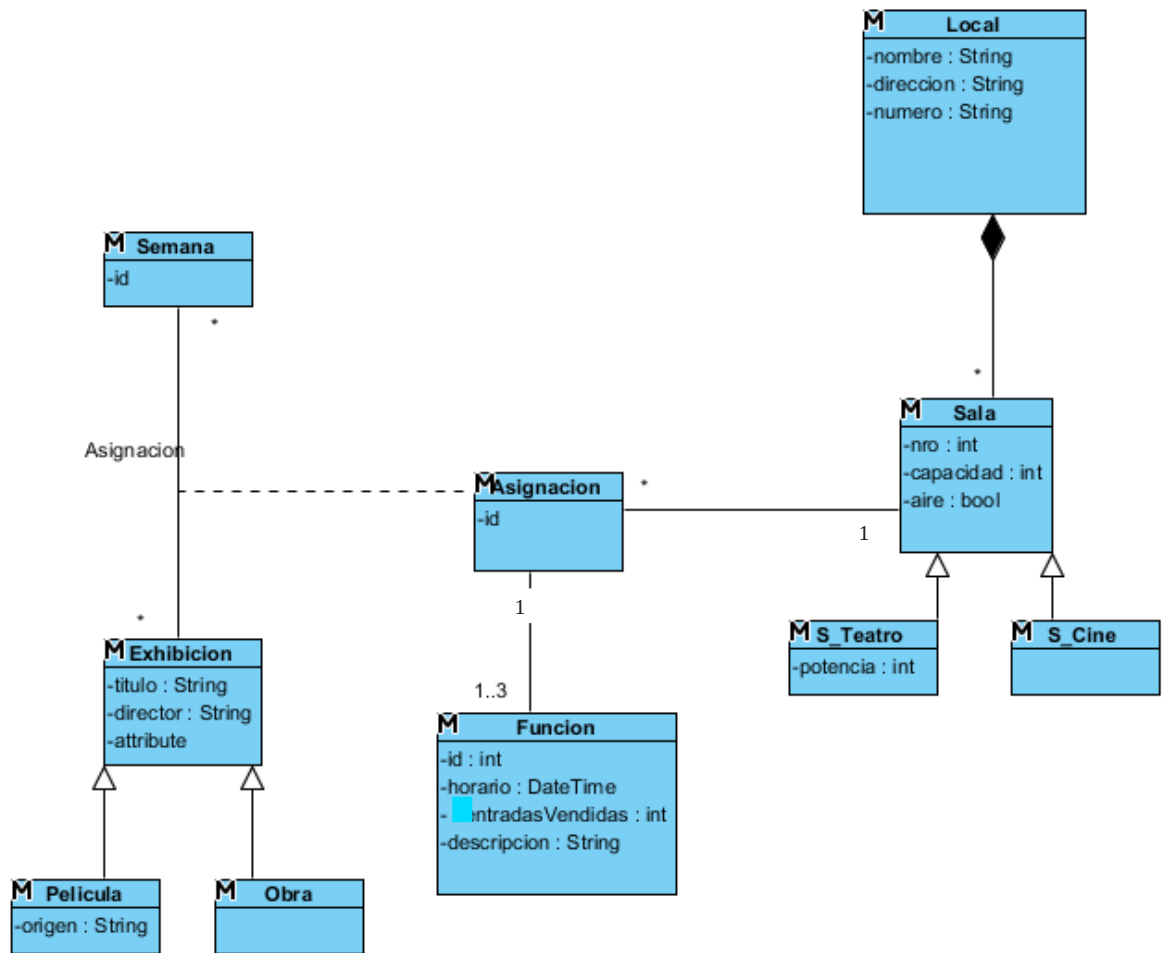 M Local
-nombre : String
-direccion : String
-numero : String
M Semana
-id
*
*
M Sala
-nro : int
-capacidad : int
-aire : bool
Asignacion
M Asignacion
-id
*
1
1
*
M Exhibicion
-titulo : String
-director : String
-attribute
M S_Teatro
-potencia : int
M S_Cine
1..3
M Funcion
-id : int
-horario : DateTime
- entradasVendidas : int
-descripcion : String
M Pelicula
-origen : String
M Obra